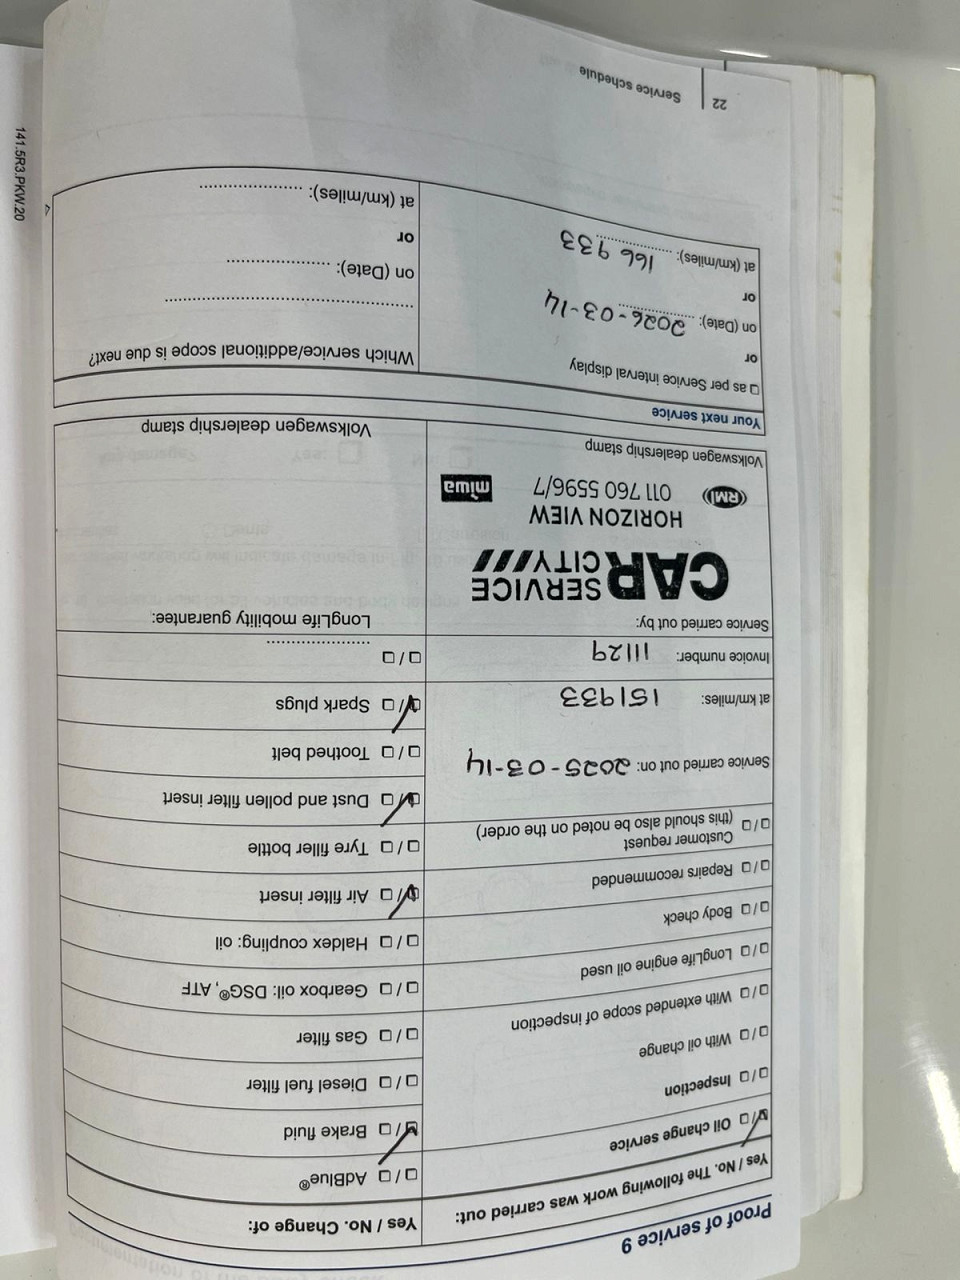 Proof of service 9
Yes / No. The following work was carried out:
☑/☐ Oil change service
☐/☐ Inspection
☐/☐ With oil change
☐/☐ With extended scope of inspection
☐/☐ LongLife engine oil used
☐/☐ Body check
☐/☐ Repairs recommended
☐/☐ Customer request
(this should also be noted on the order)
Service carried out on: 2025-03-14
at km/miles: 151933
Invoice number: 11129
Service carried out by:
CAR SERVICE CITY
HORIZON VIEW
RMI 011 760 5596/7 miwa
Volkswagen dealership stamp
Yes / No. Change of:
☐/☐ AdBlue®
☑/☐ Brake fluid
☐/☐ Diesel fuel filter
☐/☐ Gas filter
☐/☐ Gearbox oil: DSG®, ATF
☐/☐ Haldex coupling: oil
☑/☐ Air filter insert
☐/☐ Tyre filler bottle
☑/☐ Dust and pollen filter insert
☐/☐ Toothed belt
☑/☐ Spark plugs
☐/☐ ....................
LongLife mobility guarantee:
Volkswagen dealership stamp
Your next service
☐ as per Service interval display
or
on (Date): 2026-03-14
or
at (km/miles): 166 933
Which service/additional scope is due next?
..........................................
on (Date): ....................
or
at (km/miles): ....................
22 Service schedule
141.5R3.PKW.20